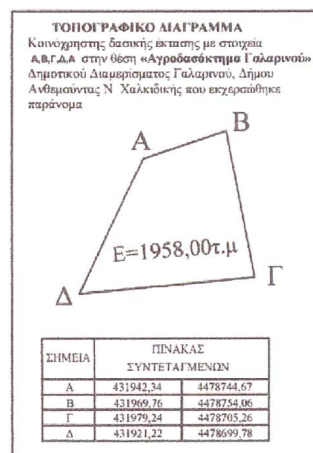 ΤΟΠΟΓΡΑΦΙΚΟ ΔΙΑΓΡΑΜΜΑ
Κοινόχρηστης δασικής έκτασης με στοιχεία
Α,Β,Γ,Δ,Α στην θέση «Αγροδασόκτημα Γαλαρινού»
Δημοτικού Διαμερίσματος Γαλαρινού, Δήμου
Ανθεμούντας Ν Χαλκιδικής που εκχερσώθηκε
παράνομα
Β
Α
Ε=1958,00τ.μ
Γ
Δ
ΣΗΜΕΙΑ ΠΙΝΑΚΑΣ
ΣΥΝΤΕΤΑΓΜΕΝΩΝ
Α 431942,34 4478744,67
Β 431969,76 4478754,06
Γ 431979,24 4478705,26
Δ 431921,22 4478699,78